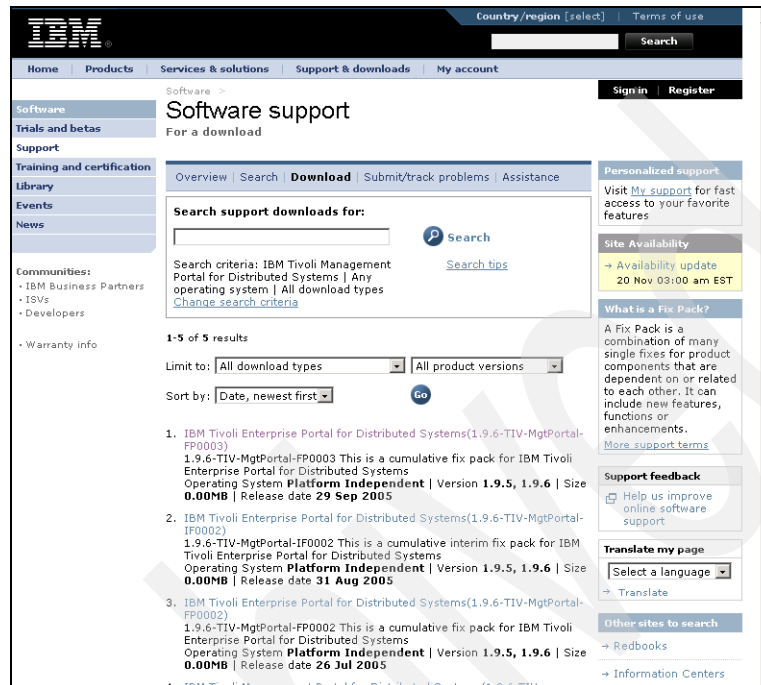 IBM®
Country/region [select] | Terms of use
Search
Home | Products | Services & solutions | Support & downloads | My account
Software
Trials and betas
Support
Training and certification
Library
Events
News
Communities:
• IBM Business Partners
• ISVs
• Developers
• Warranty info
Software >
Software support
For a download
Overview | Search | Download | Submit/track problems | Assistance
Search support downloads for:
Search
Search criteria: IBM Tivoli Management
Portal for Distributed Systems | Any
operating system | All download types
Change search criteria
Search tips
1-5 of 5 results
Limit to: All download types All product versions
Sort by: Date, newest first Go
1. IBM Tivoli Enterprise Portal for Distributed Systems(1.9.6-TIV-MgtPortal-
FP0003)
1.9.6-TIV-MgtPortal-FP0003 This is a cumulative fix pack for IBM Tivoli
Enterprise Portal for Distributed Systems
Operating System Platform Independent | Version 1.9.5, 1.9.6 | Size
0.00MB | Release date 29 Sep 2005
2. IBM Tivoli Enterprise Portal for Distributed Systems(1.9.6-TIV-MgtPortal-
IF0002)
1.9.6-TIV-MgtPortal-IF0002 This is a cumulative interim fix pack for IBM
Tivoli Enterprise Portal for Distributed Systems
Operating System Platform Independent | Version 1.9.5, 1.9.6 | Size
0.00MB | Release date 31 Aug 2005
3. IBM Tivoli Enterprise Portal for Distributed Systems(1.9.6-TIV-MgtPortal-
FP0002)
1.9.6-TIV-MgtPortal-FP0002 This is a cumulative fix pack for IBM Tivoli
Enterprise Portal for Distributed Systems
Operating System Platform Independent | Version 1.9.5, 1.9.6 | Size
0.00MB | Release date 26 Jul 2005
Sign in | Register
Personalized support
Visit My support for fast
access to your favorite
features
Site Availability
→ Availability update
20 Nov 03:00 am EST
What is a Fix Pack?
A Fix Pack is a
combination of many
single fixes for product
components that are
dependent on or related
to each other. It can
include new features,
functions or
enhancements.
More support terms
Support feedback
Help us improve
online software
support
Translate my page
Select a language
→ Translate
Other sites to search
→ Redbooks
→ Information Centers